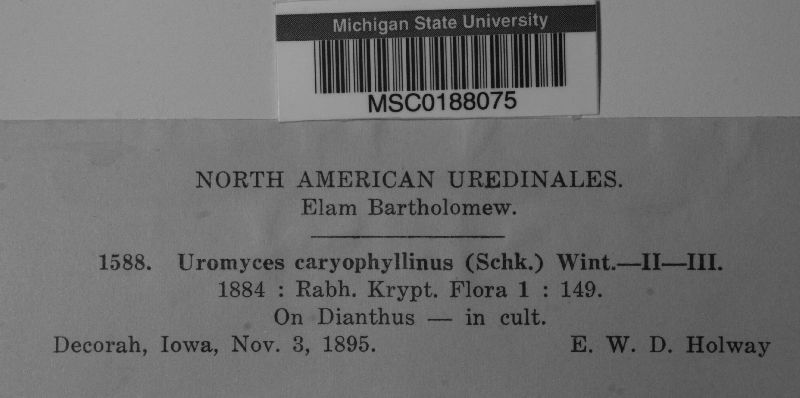 Michigan State University
MSC0188075
NORTH AMERICAN UREDINALES.
Elam Bartholomew.
1588. Uromyces caryophyllinus (Schk.) Wint.—II—III.
1884 : Rabh. Krypt. Flora 1 : 149.
On Dianthus — in cult.
Decorah, Iowa, Nov. 3, 1895. E. W. D. Holway